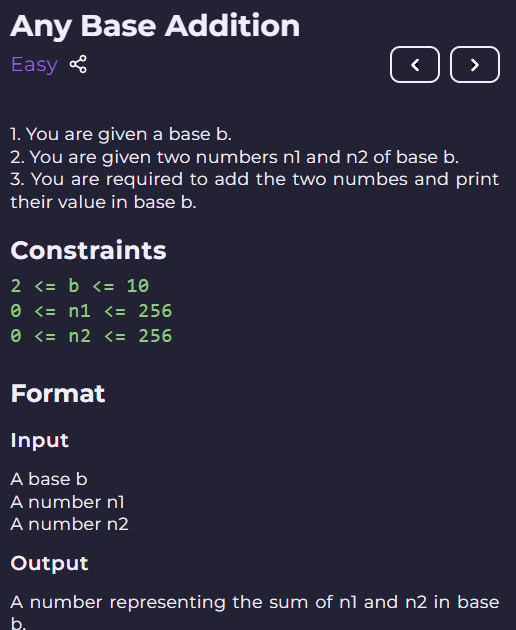 Any Base Addition
Easy
1. You are given a base b.
2. You are given two numbers n1 and n2 of base b.
3. You are required to add the two numbes and print
their value in base b.
Constraints
2 <= b <= 10
0 <= n1 <= 256
0 <= n2 <= 256
Format
Input
A base b
A number n1
A number n2
Output
A number representing the sum of n1 and n2 in base
b.